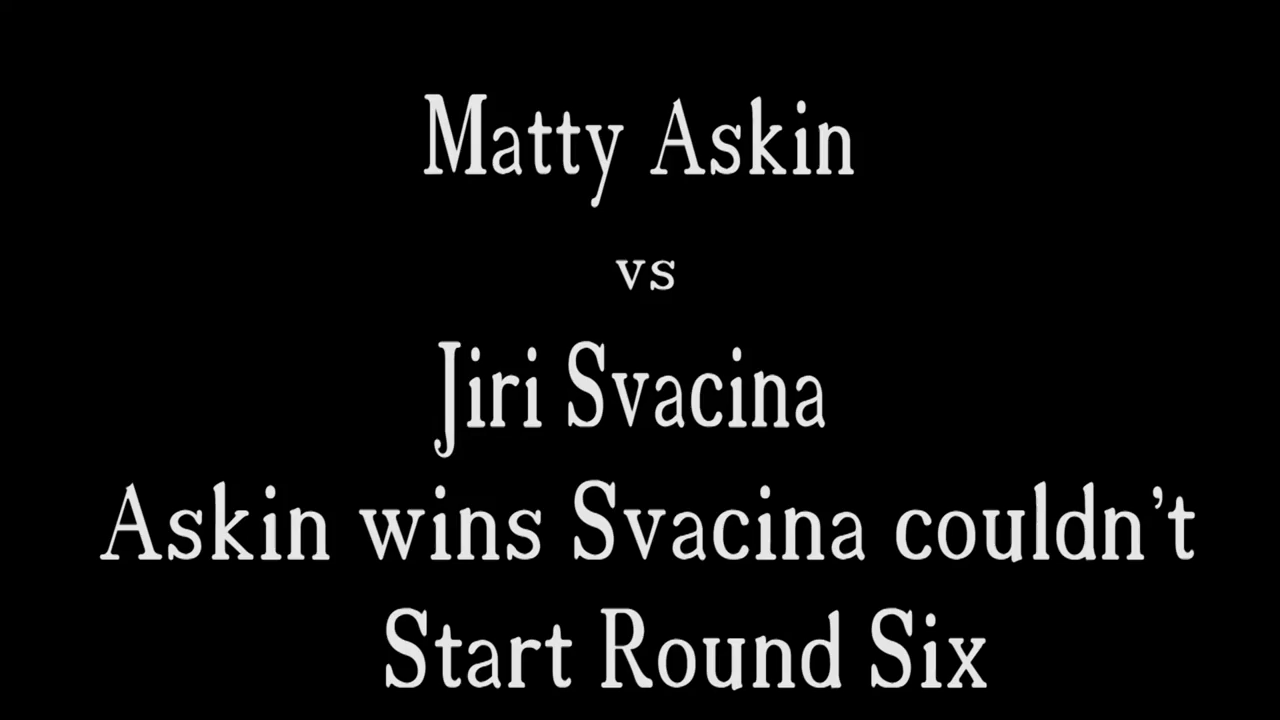 Matty Askin
vs
Jiri Svacina
Askin wins Svacina couldn’t
Start Round Six